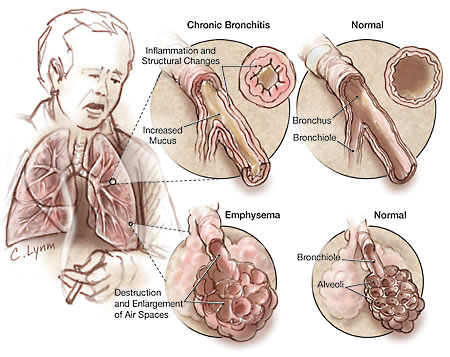 Chronic Bronchitis
Normal
Inflammation and
Structural Changes
Increased
Mucus
Bronchus
Bronchiole
C. Lynm
Emphysema
Normal
Destruction
and Enlargement
of Air Spaces
Bronchiole
Alveoli